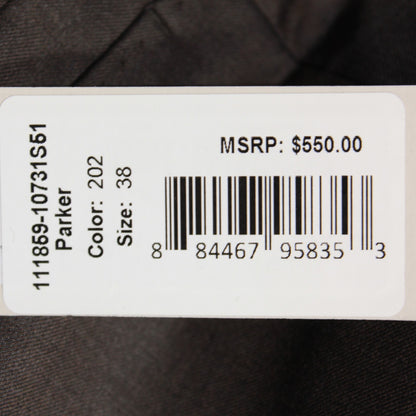 111859-10731S51
Parker
Color: 202
Size: 38
MSRP: $550.00
8 84467 95835 3